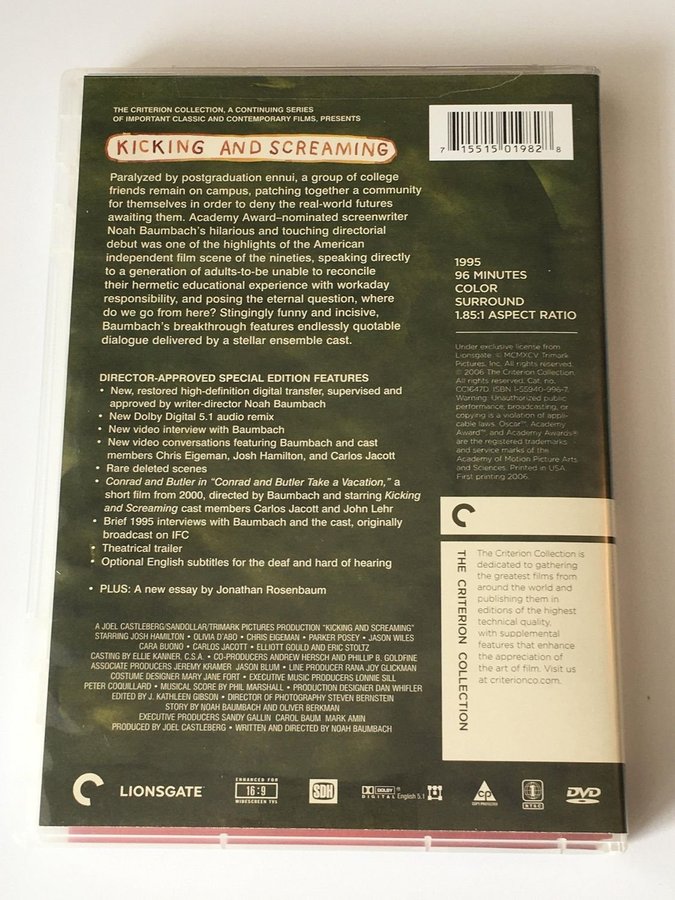 THE CRITERION COLLECTION, A CONTINUING SERIES
OF IMPORTANT CLASSIC AND CONTEMPORARY FILMS, PRESENTS
KICKING AND SCREAMING
Paralyzed by postgraduation ennui, a group of college
friends remain on campus, patching together a community
for themselves in order to deny the real-world futures
awaiting them. Academy Award–nominated screenwriter
Noah Baumbach's hilarious and touching directorial
debut was one of the highlights of the American
independent film scene of the nineties, speaking directly
to a generation of adults-to-be unable to reconcile
their hermetic educational experience with workaday
responsibility, and posing the eternal question, where
do we go from here? Stingingly funny and incisive,
Baumbach's breakthrough features endlessly quotable
dialogue delivered by a stellar ensemble cast.
DIRECTOR-APPROVED SPECIAL EDITION FEATURES
• New, restored high-definition digital transfer, supervised and
approved by writer-director Noah Baumbach
• New Dolby Digital 5.1 audio remix
• New video interview with Baumbach
• New video conversations featuring Baumbach and cast
members Chris Eigeman, Josh Hamilton, and Carlos Jacott
• Rare deleted scenes
• Conrad and Butler in "Conrad and Butler Take a Vacation," a
short film from 2000, directed by Baumbach and starring Kicking
and Screaming cast members Carlos Jacott and John Lehr
• Brief 1995 interviews with Baumbach and the cast, originally
broadcast on IFC
• Theatrical trailer
• Optional English subtitles for the deaf and hard of hearing
• PLUS: A new essay by Jonathan Rosenbaum
A JOEL CASTLEBERG/SANDOLLAR/TRIMARK PICTURES PRODUCTION "KICKING AND SCREAMING"
STARRING JOSH HAMILTON • OLIVIA D'ABO • CHRIS EIGEMAN • PARKER POSEY • JASON WILES
CARA BUONO • CARLOS JACOTT • ELLIOTT GOULD AND ERIC STOLTZ
CASTING BY ELLIE KANNER, C.S.A. • CO-PRODUCERS ANDREW HERSCH AND PHILLIP B. GOLDFINE
ASSOCIATE PRODUCERS JEREMY KRAMER JASON BLUM • LINE PRODUCER RANA JOY GLICKMAN
COSTUME DESIGNER MARY JANE FORT • EXECUTIVE MUSIC PRODUCERS LONNIE SILL
PETER COQUILLARD • MUSICAL SCORE BY PHIL MARSHALL • PRODUCTION DESIGNER DAN WHIFLER
EDITED BY J. KATHLEEN GIBSON • DIRECTOR OF PHOTOGRAPHY STEVEN BERNSTEIN
STORY BY NOAH BAUMBACH AND OLIVER BERKMAN
EXECUTIVE PRODUCERS SANDY GALLIN CAROL BAUM MARK AMIN
PRODUCED BY JOEL CASTLEBERG • WRITTEN AND DIRECTED BY NOAH BAUMBACH
7 15515 01982 8
1995
96 MINUTES
COLOR
SURROUND
1.85:1 ASPECT RATIO
Under exclusive license from
Lionsgate. © MCMXCV Trimark
Pictures, Inc. All rights reserved.
© 2006 The Criterion Collection.
All rights reserved. Cat. no.
CC1647D. ISBN 1-55940-996-7.
Warning: Unauthorized public
performance, broadcasting, or
copying is a violation of appli-
cable laws. Oscar™, Academy
Award™, and Academy Awards®
are the registered trademarks
and service marks of the
Academy of Motion Picture Arts
and Sciences. Printed in USA.
First printing 2006.
THE CRITERION COLLECTION
The Criterion Collection is
dedicated to gathering
the greatest films from
around the world and
publishing them in
editions of the highest
technical quality,
with supplemental
features that enhance
the appreciation of
the art of film. Visit us
at criterionco.com.
LIONSGATE
ENHANCED FOR
16:9
WIDESCREEN TVS
SDH
DOLBY
DIGITAL English 5.1
cp
1
NTSC
DVD